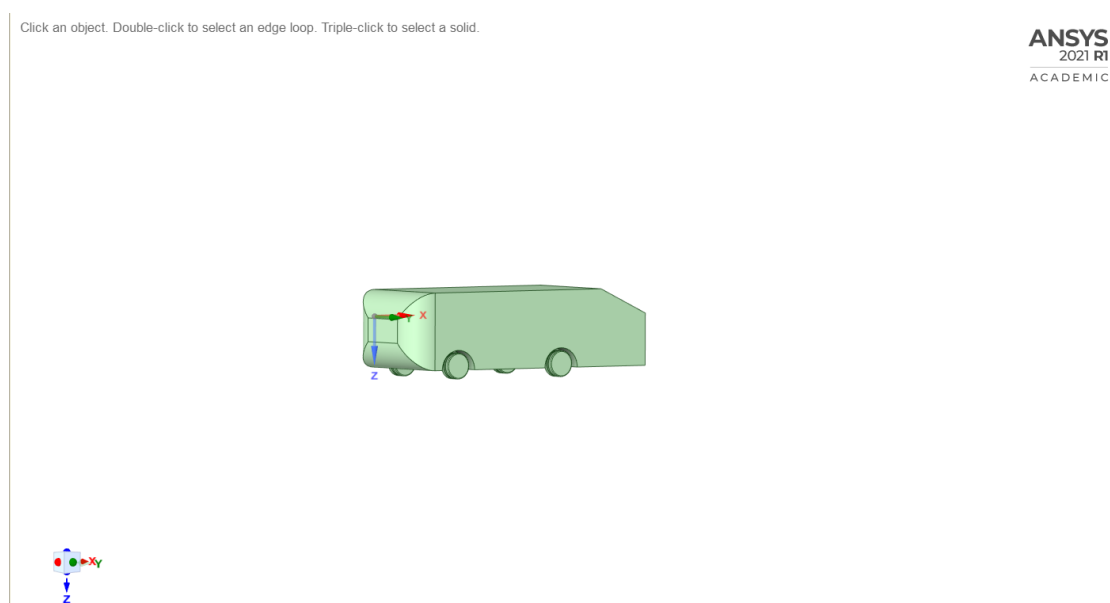 Click an object. Double-click to select an edge loop. Triple-click to select a solid.
ANSYS
2021 R1
ACADEMIC
X
Y
Z
X
Y
Z